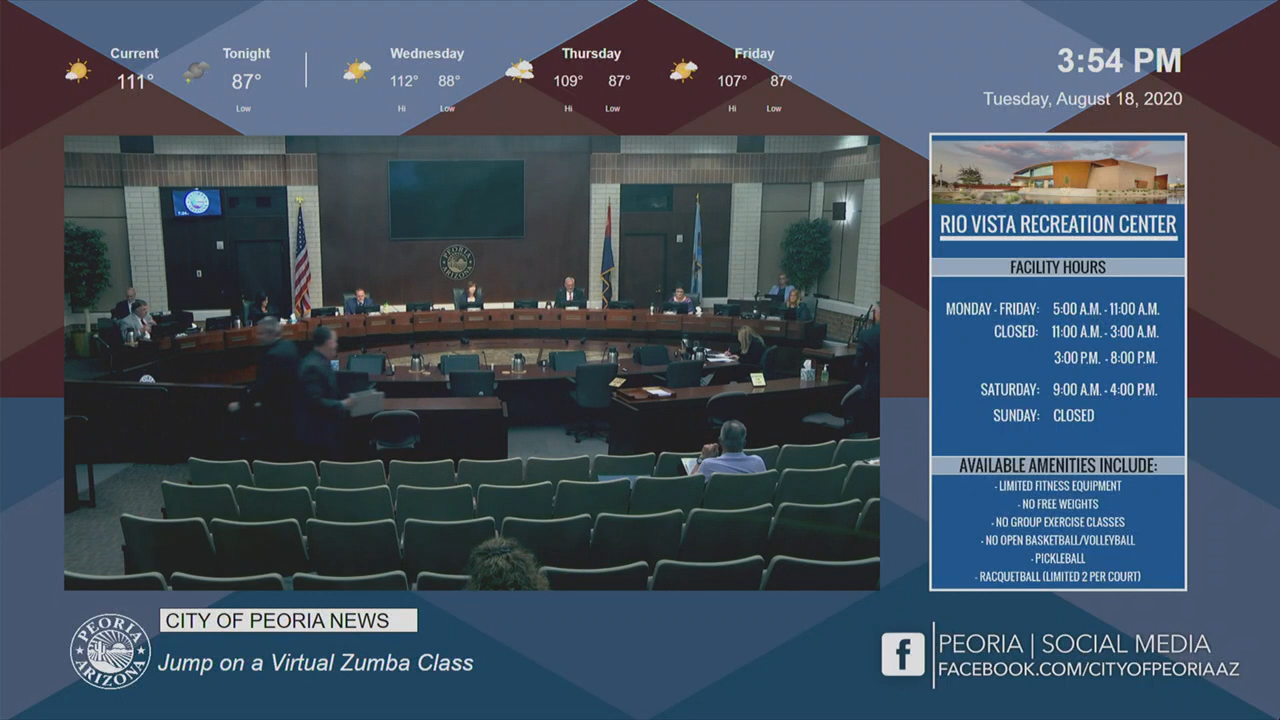 Current
111°
Tonight
87°
Low
Wednesday
112° 88°
Hi Low
Thursday
109° 87°
Hi Low
Friday
107° 87°
Hi Low
3:54 PM
Tuesday, August 18, 2020
PEORIA
ARIZONA
RIO VISTA RECREATION CENTER
FACILITY HOURS
MONDAY - FRIDAY: 5:00 A.M. - 11:00 A.M.
CLOSED: 11:00 A.M. - 3:00 A.M.
3:00 P.M. - 8:00 P.M.
SATURDAY: 9:00 A.M. - 4:00 P.M.
SUNDAY: CLOSED
AVAILABLE AMENITIES INCLUDE:
- LIMITED FITNESS EQUIPMENT
- NO FREE WEIGHTS
- NO GROUP EXERCISE CLASSES
- NO OPEN BASKETBALL/VOLLEYBALL
- PICKLEBALL
- RACQUETBALL (LIMITED 2 PER COURT)
PEORIA
ARIZONA
CITY OF PEORIA NEWS
Jump on a Virtual Zumba Class
f
PEORIA | SOCIAL MEDIA
FACEBOOK.COM/CITYOFPEORIAAZ